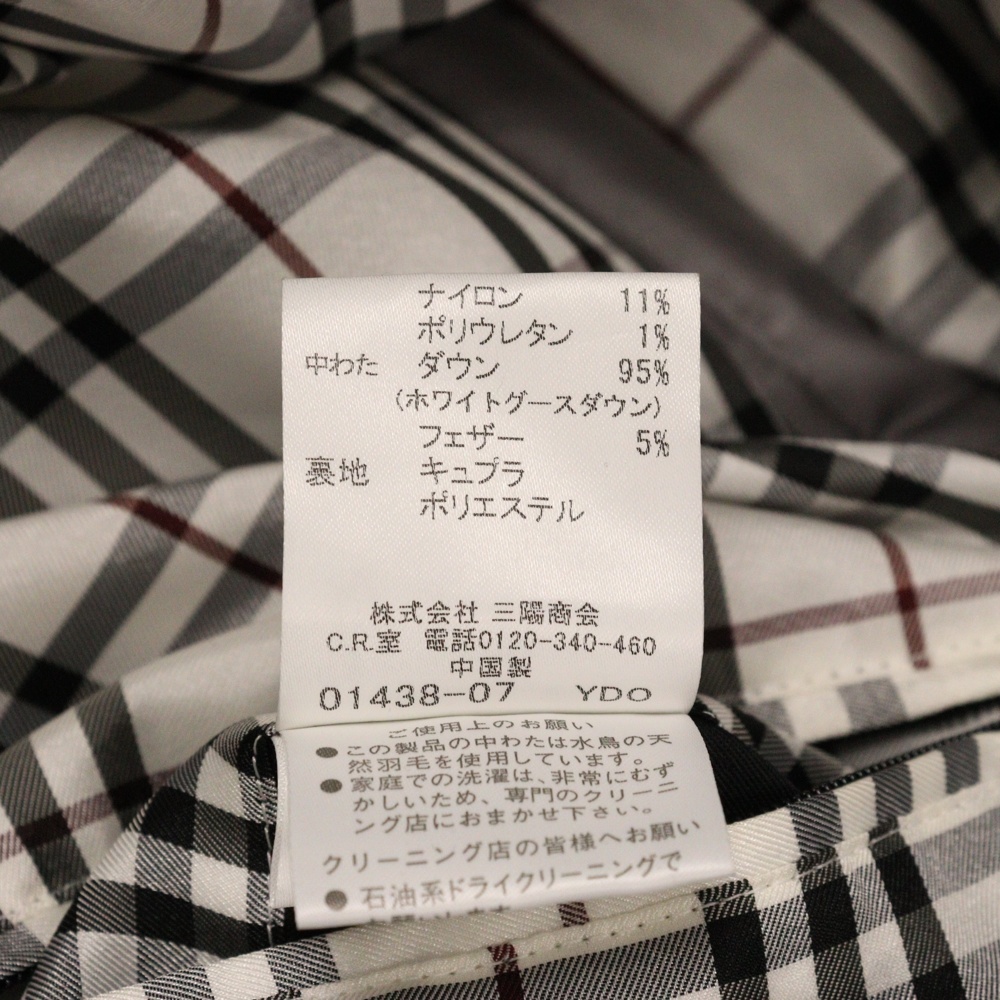 ナイロン 11%
ポリウレタン 1%
中わた ダウン 95%
(ホワイトグースダウン)
フェザー 5%
裏地 キュプラ
ポリエステル
株式会社 三陽商会
C.R.室 電話0120-340-460
中国製
01438-07 YDO
ご使用上のお願い
●この製品の中わたは水鳥の天
然羽毛を使用しています。
●家庭での洗濯は、非常にむず
かしいため、専門のクリーニ
ング店におまかせ下さい。
クリーニング店の皆様へお願い
●石油系ドライクリーニングで
お願いします